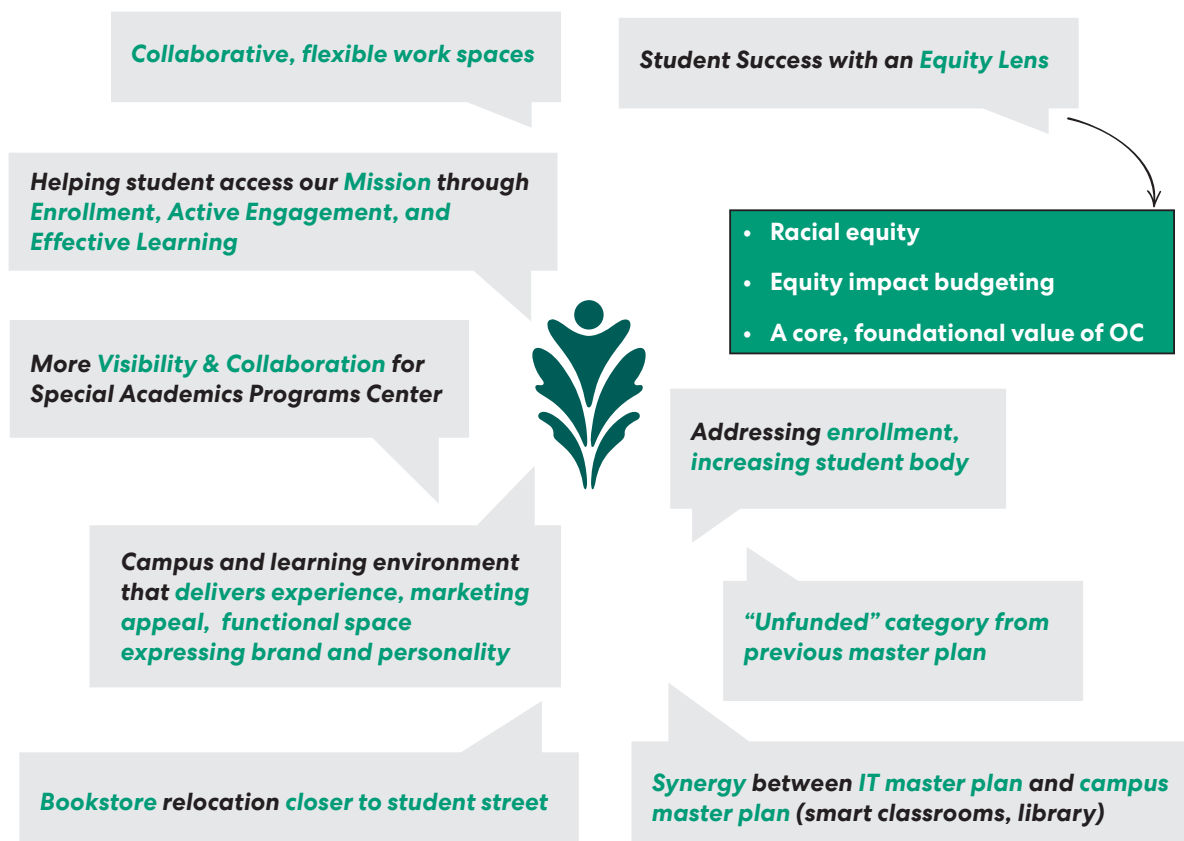 Collaborative, flexible work spaces
Student Success with an Equity Lens
Helping student access our Mission through
Enrollment, Active Engagement, and
Effective Learning
• Racial equity
• Equity impact budgeting
• A core, foundational value of OC
More Visibility & Collaboration for
Special Academics Programs Center
Addressing enrollment,
increasing student body
Campus and learning environment
that delivers experience, marketing
appeal, functional space
expressing brand and personality
“Unfunded” category from
previous master plan
Bookstore relocation closer to student street
Synergy between IT master plan and campus
master plan (smart classrooms, library)